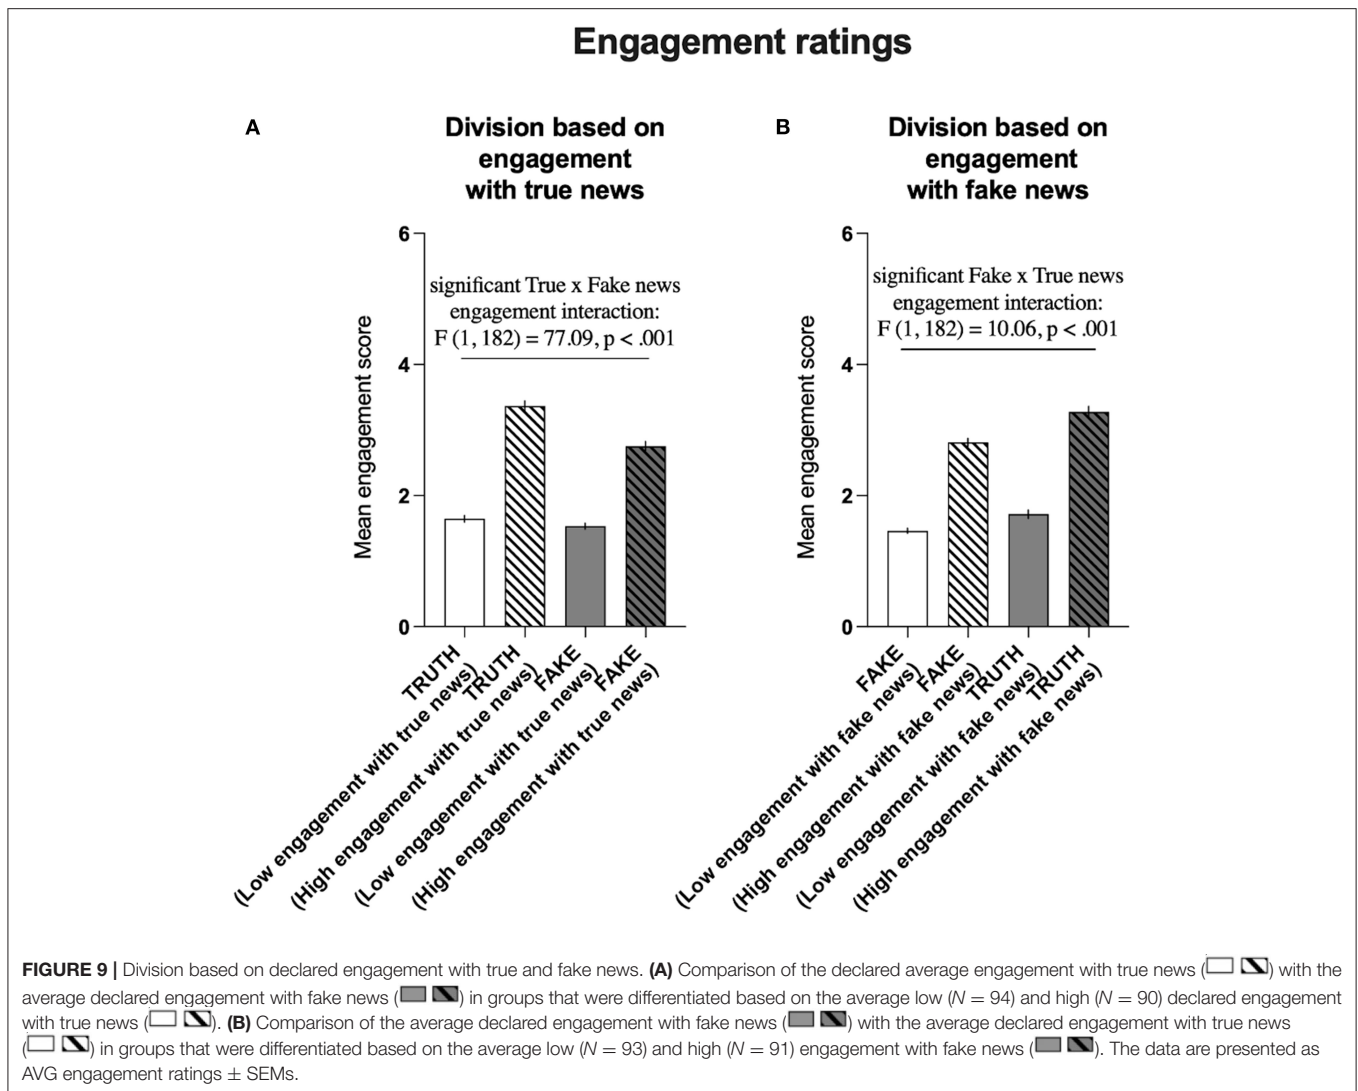 Engagement ratings
A
Division based on
engagement
with true news
6
4
2
0
Mean engagement score
significant True x Fake news
engagement interaction:
F (1, 182) = 77.09, p < .001
TRUTH
(Low engagement with true news)
TRUTH
(High engagement with true news)
FAKE
(Low engagement with true news)
FAKE
(High engagement with true news)
B
Division based on
engagement
with fake news
6
4
2
0
Mean engagement score
significant Fake x True news
engagement interaction:
F (1, 182) = 10.06, p < .001
FAKE
(Low engagement with fake news)
FAKE
(High engagement with fake news)
TRUTH
(Low engagement with fake news)
TRUTH
(High engagement with fake news)
FIGURE 9 | Division based on declared engagement with true and fake news. (A) Comparison of the declared average engagement with true news ( ) with the
average declared engagement with fake news ( ) in groups that were differentiated based on the average low (N = 94) and high (N = 90) declared engagement
with true news ( ). (B) Comparison of the average declared engagement with fake news ( ) with the average declared engagement with true news
( ) in groups that were differentiated based on the average low (N = 93) and high (N = 91) engagement with fake news ( ). The data are presented as
AVG engagement ratings ± SEMs.